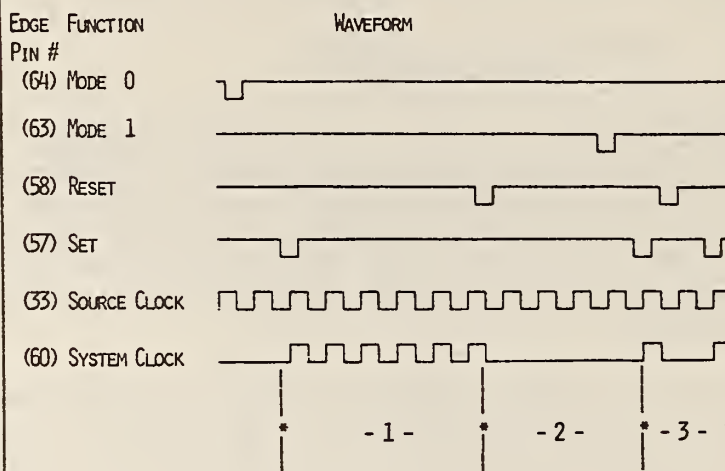 Edge Function Waveform
Pin #
(64) Mode 0
(63) Mode 1
(58) Reset
(57) Set
(33) Source Clock
(60) System Clock
* - 1 - * - 2 - * - 3 -